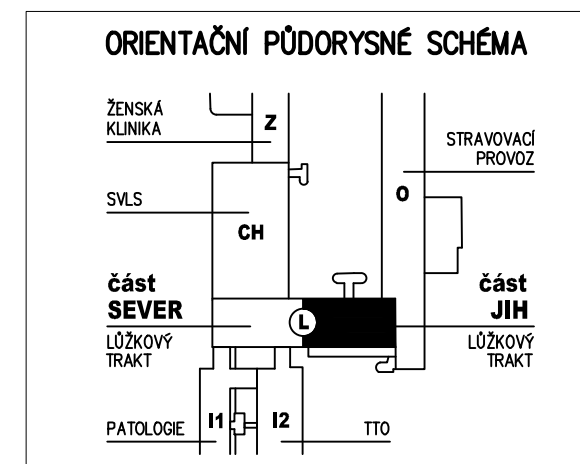 ORIENTAČNÍ PŮDORYSNÉ SCHÉMA
ŽENSKÁ
KLINIKA
Z
STRAVOVACÍ
PROVOZ
O
SVLS
CH
část
SEVER
LŮŽKOVÝ
TRAKT
L
část
JIH
LŮŽKOVÝ
TRAKT
PATOLOGIE
I1
I2
TTO